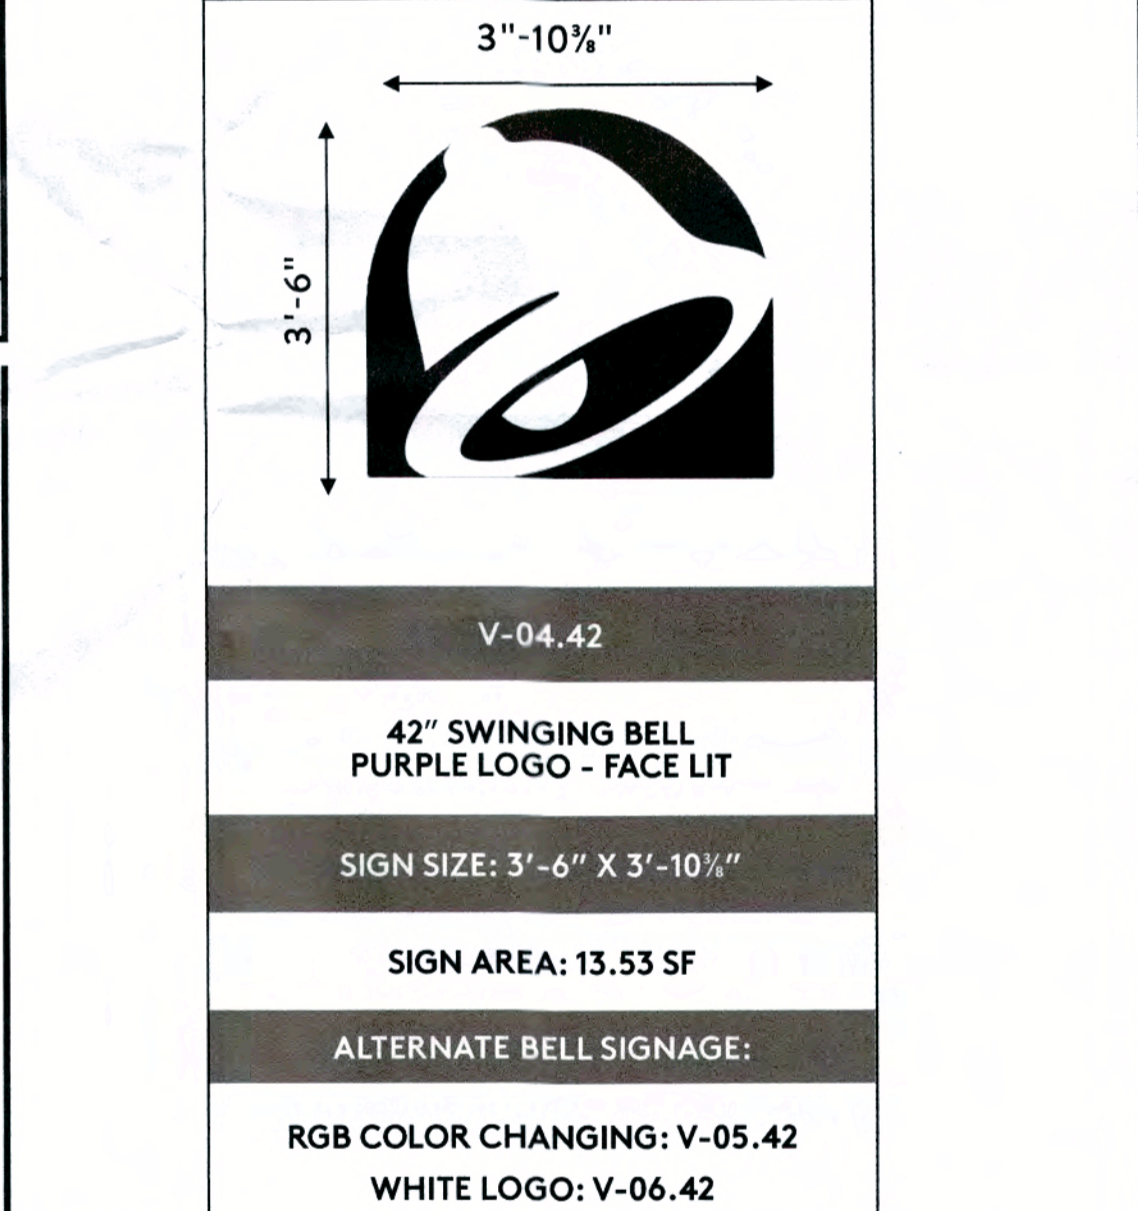 3"-10⅜"
3'-6"
V-04.42
42" SWINGING BELL
PURPLE LOGO - FACE LIT
SIGN SIZE: 3'-6" X 3'-10⅜"
SIGN AREA: 13.53 SF
ALTERNATE BELL SIGNAGE:
RGB COLOR CHANGING: V-05.42
WHITE LOGO: V-06.42